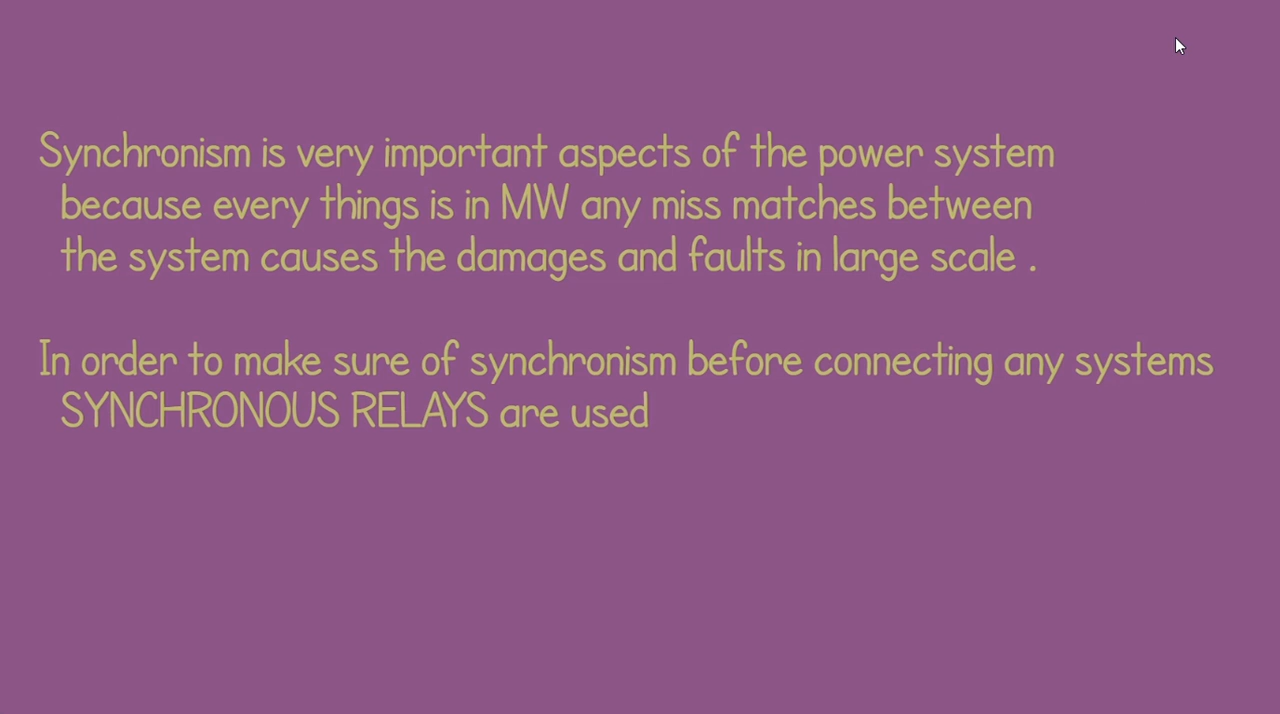 Synchronism is very important aspects of the power system
because every things is in MW any miss matches between
the system causes the damages and faults in large scale .
In order to make sure of synchronism before connecting any systems
SYNCHRONOUS RELAYS are used